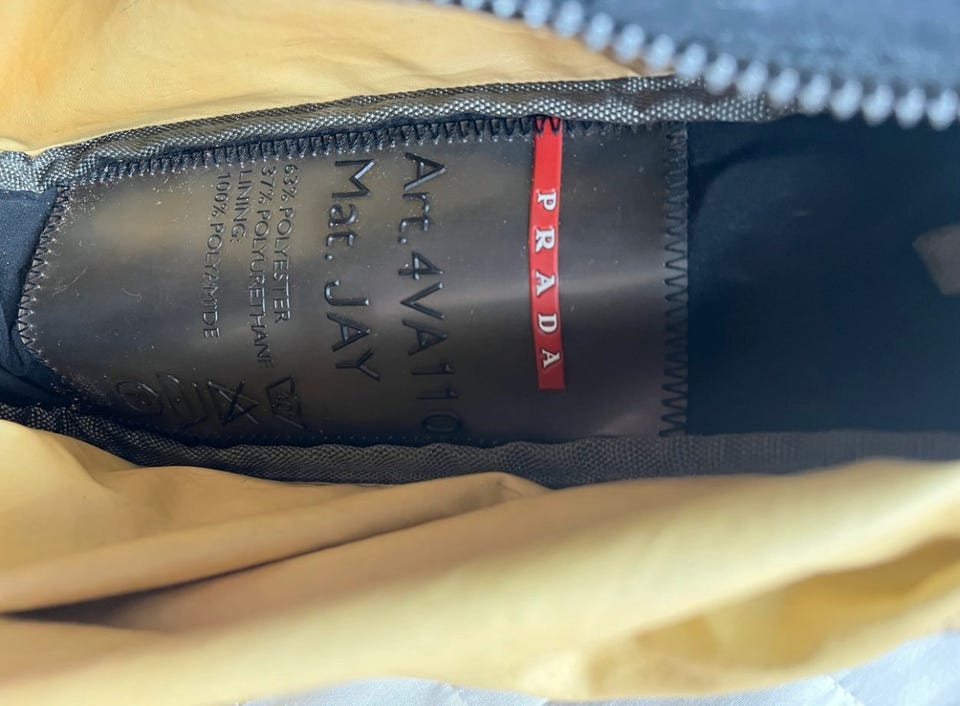 PRADA
Art. 4VA110
Mat. JAY
63% POLYESTER
37% POLYURETHANE
LINING:
100% POLYAMIDE